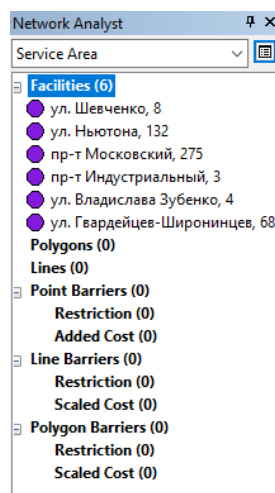 Network Analyst
Service Area
Facilities (6)
ул. Шевченко, 8
ул. Ньютона, 132
пр-т Московский, 275
пр-т Индустриальный, 3
ул. Владислава Зубенко, 4
ул. Гвардейцев-Широнинцев, 68
Polygons (0)
Lines (0)
Point Barriers (0)
Restriction (0)
Added Cost (0)
Line Barriers (0)
Restriction (0)
Scaled Cost (0)
Polygon Barriers (0)
Restriction (0)
Scaled Cost (0)